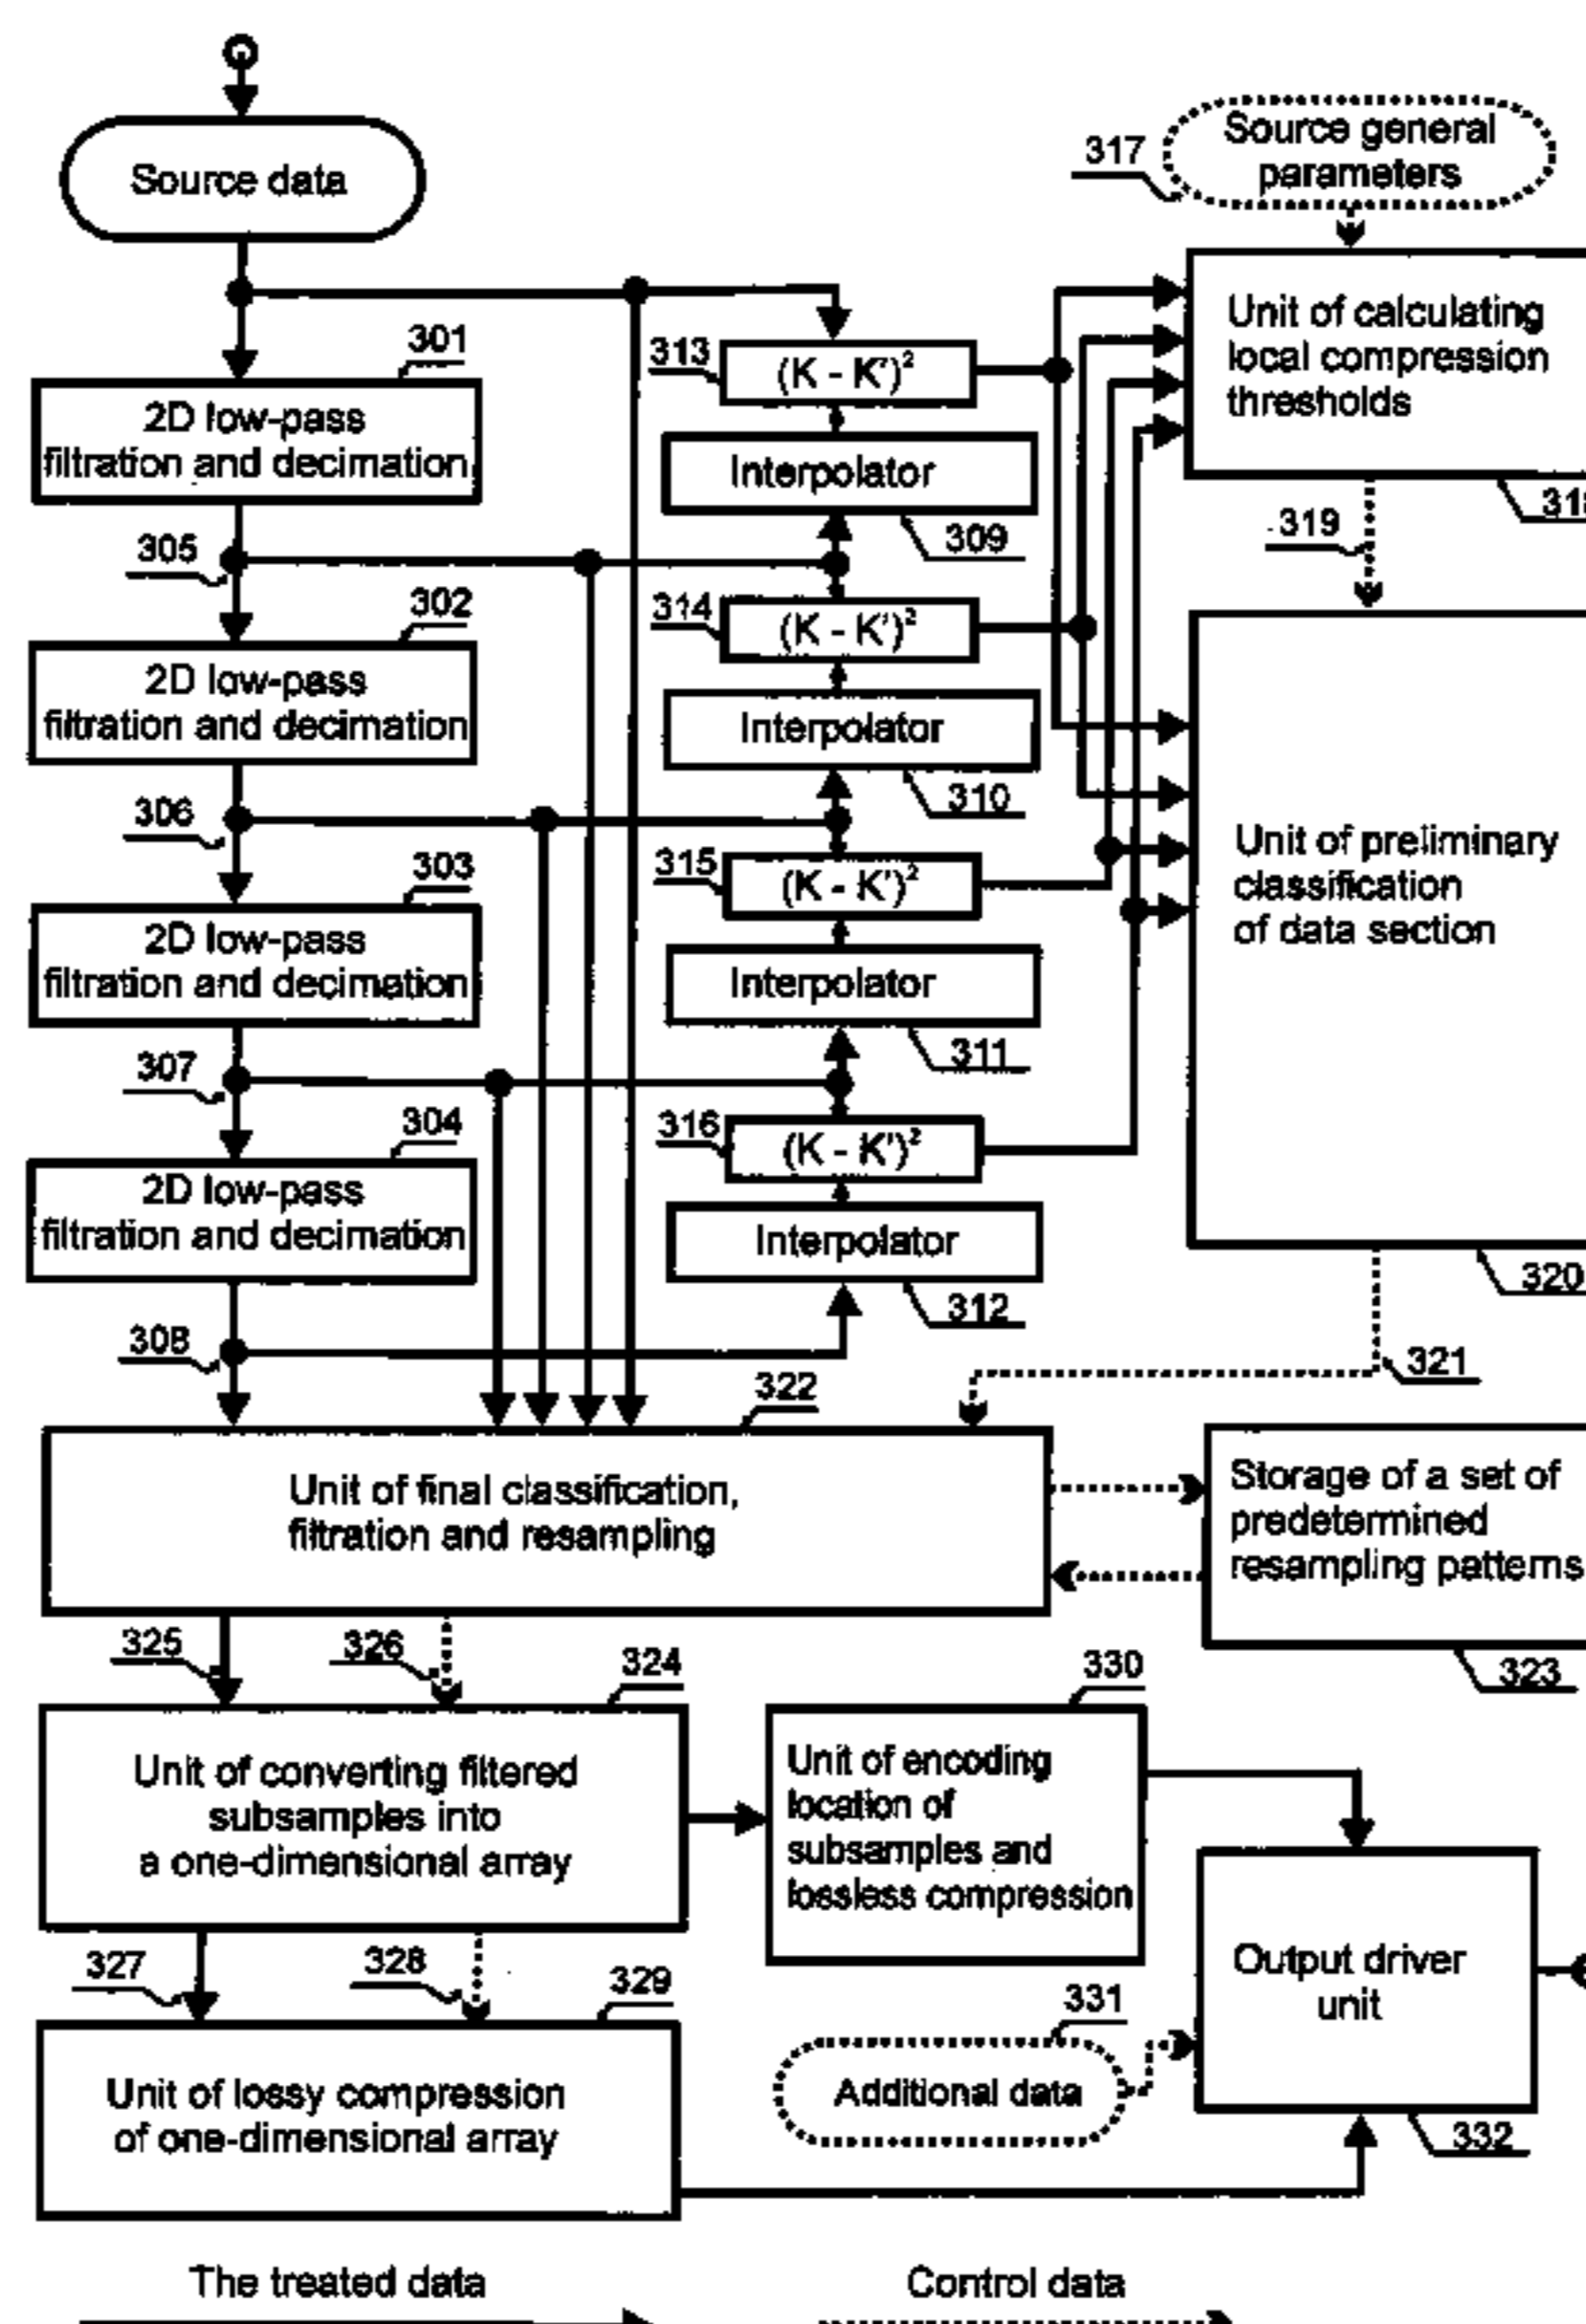 Source data
317
Source general
parameters
301
2D low-pass
filtration and decimation
305
302
2D low-pass
filtration and decimation
306
303
2D low-pass
filtration and decimation
307
304
2D low-pass
filtration and decimation
308
313
(K - K')²
Interpolator
309
314
(K - K')²
Interpolator
310
315
(K - K')²
Interpolator
311
316
(K - K')²
Interpolator
312
Unit of calculating
local compression
thresholds
319
Unit of preliminary
classification
of data section
320
321
322
Unit of final classification,
filtration and resampling
Storage of a set of
predetermined
resampling patterns
323
325
326
324
Unit of converting filtered
subsamples into
a one-dimensional array
330
Unit of encoding
location of
subsamples and
lossless compression
327
328
329
Unit of lossy compression
of one-dimensional array
331
Additional data
Output driver
unit
332
The treated data
Control data